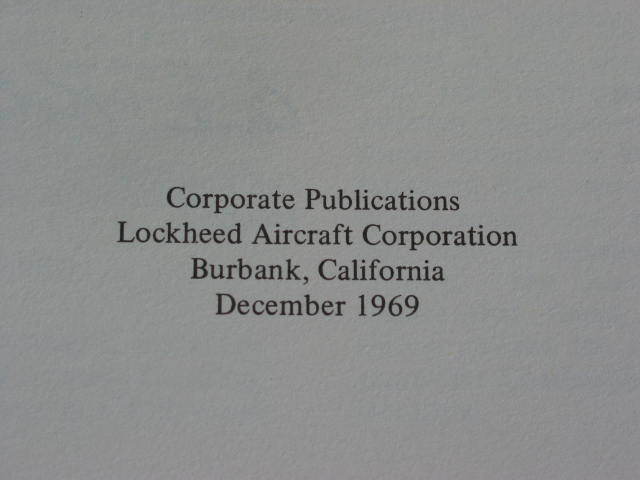 Corporate Publications
Lockheed Aircraft Corporation
Burbank, California
December 1969